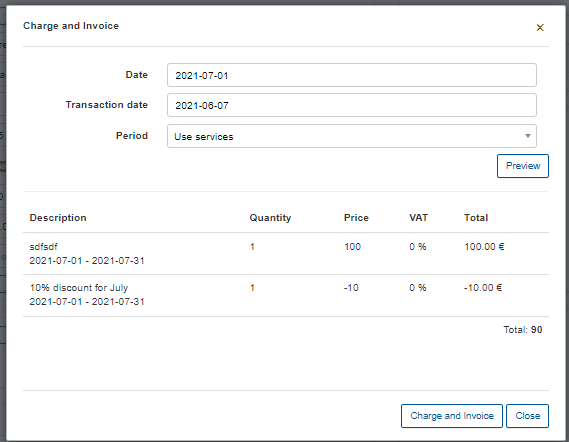 Charge and Invoice
×
Date 2021-07-01
Transaction date 2021-06-07
Period Use services
Preview
Description Quantity Price VAT Total
sdfsdf 1 100 0 % 100.00 €
2021-07-01 - 2021-07-31
10% discount for July 1 -10 0 % -10.00 €
2021-07-01 - 2021-07-31
Total: 90
Charge and Invoice Close